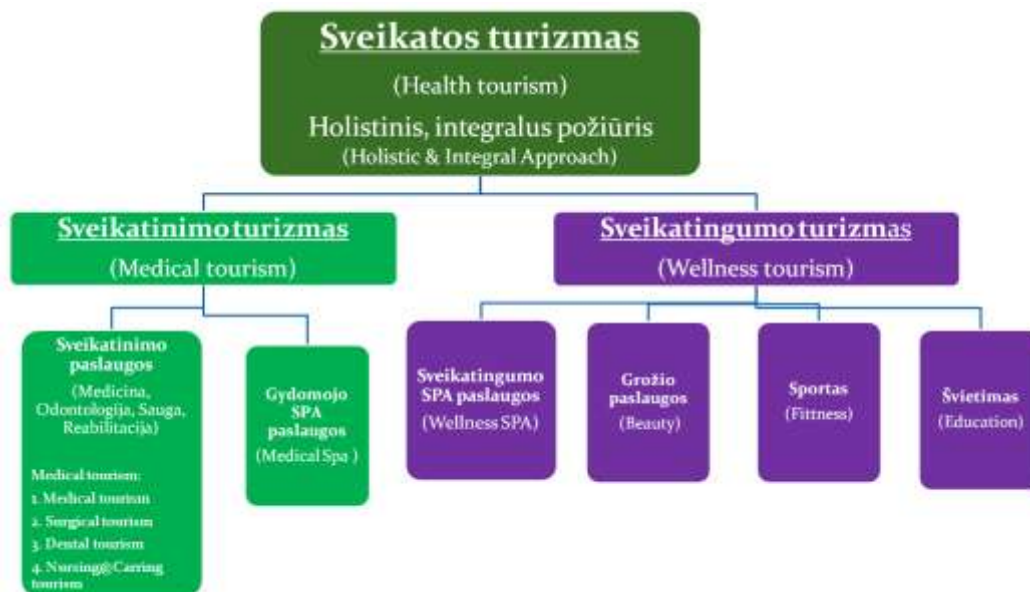 Sveikatos turizmas
(Health tourism)
Holistinis, integralus požiūris
(Holistic & Integral Approach)
Sveikatinimo turizmas
(Medical tourism)
Sveikatingumo turizmas
(Wellness tourism)
Sveikatinimo
paslaugos
(Medicina,
Odontologija, Sauga,
Reabilitacija)
Medical tourism:
1. Medical tourism
2. Surgical tourism
3. Dental tourism
4. Nursing@Carring
tourism
Gydomojo
SPA
paslaugos
(Medical Spa )
Sveikatingumo
SPA paslaugos
(Wellness SPA)
Grožio
paslaugos
(Beauty)
Sportas
(Fittness)
Švietimas
(Education)